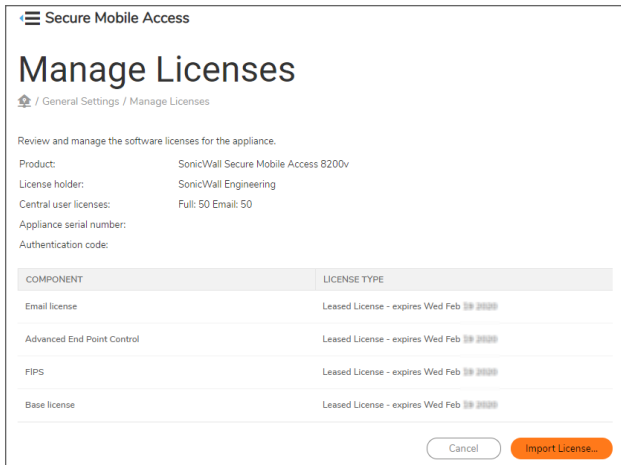 Secure Mobile Access
Manage Licenses
/ General Settings / Manage Licenses
Review and manage the software licenses for the appliance.
Product: SonicWall Secure Mobile Access 8200v
License holder: SonicWall Engineering
Central user licenses: Full: 50 Email: 50
Appliance serial number:
Authentication code:
COMPONENT LICENSE TYPE
Email license Leased License - expires Wed Feb
Advanced End Point Control Leased License - expires Wed Feb
FIPS Leased License - expires Wed Feb
Base license Leased License - expires Wed Feb
Cancel Import License...